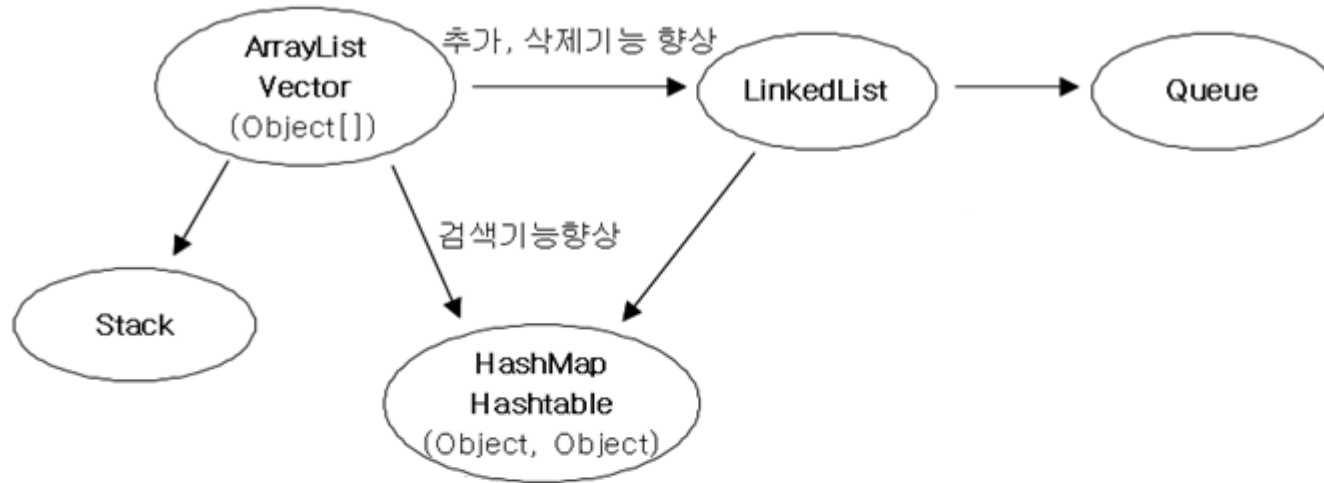 ArrayList
Vector
(Object[])
추가, 삭제기능 향상
LinkedList
Queue
검색기능향상
Stack
HashMap
Hashtable
(Object, Object)